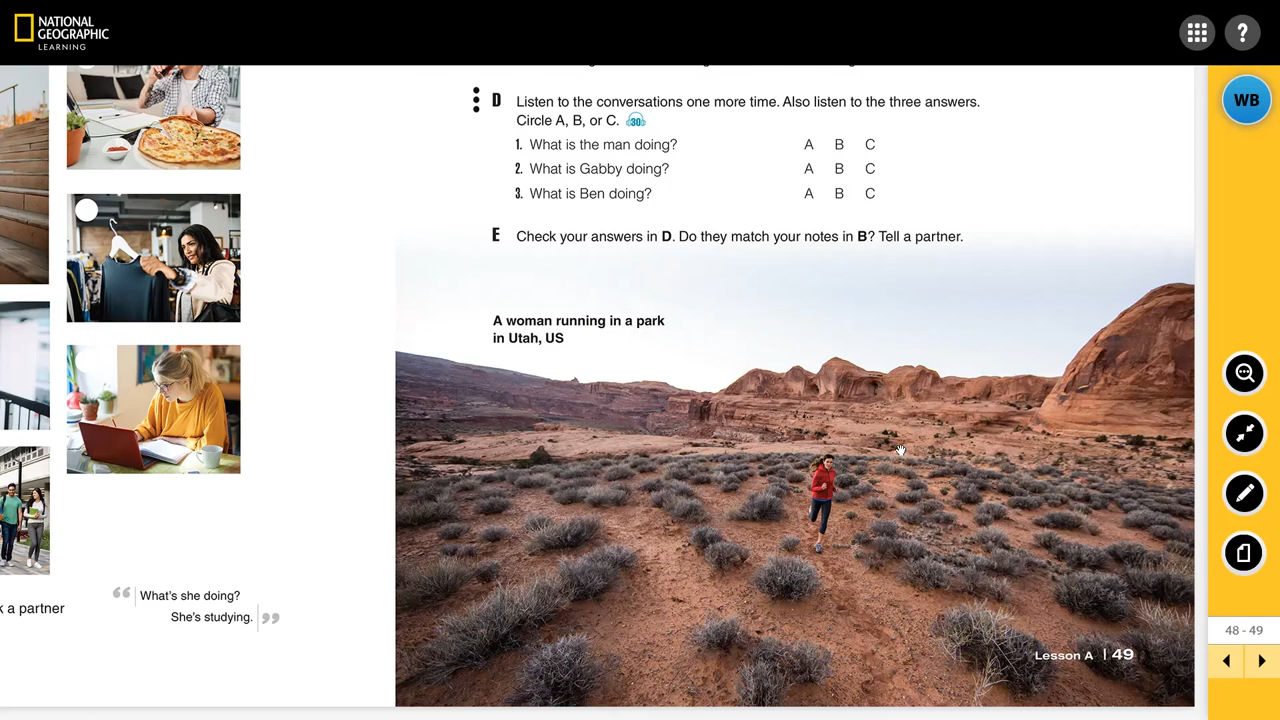 NATIONAL
GEOGRAPHIC
LEARNING
?
WB
D Listen to the conversations one more time. Also listen to the three answers.
Circle A, B, or C. 30
1. What is the man doing? A B C
2. What is Gabby doing? A B C
3. What is Ben doing? A B C
E Check your answers in D. Do they match your notes in B? Tell a partner.
A woman running in a park
in Utah, US
“ What's she doing?
She's studying. ”
k a partner
Lesson A | 49
48 - 49